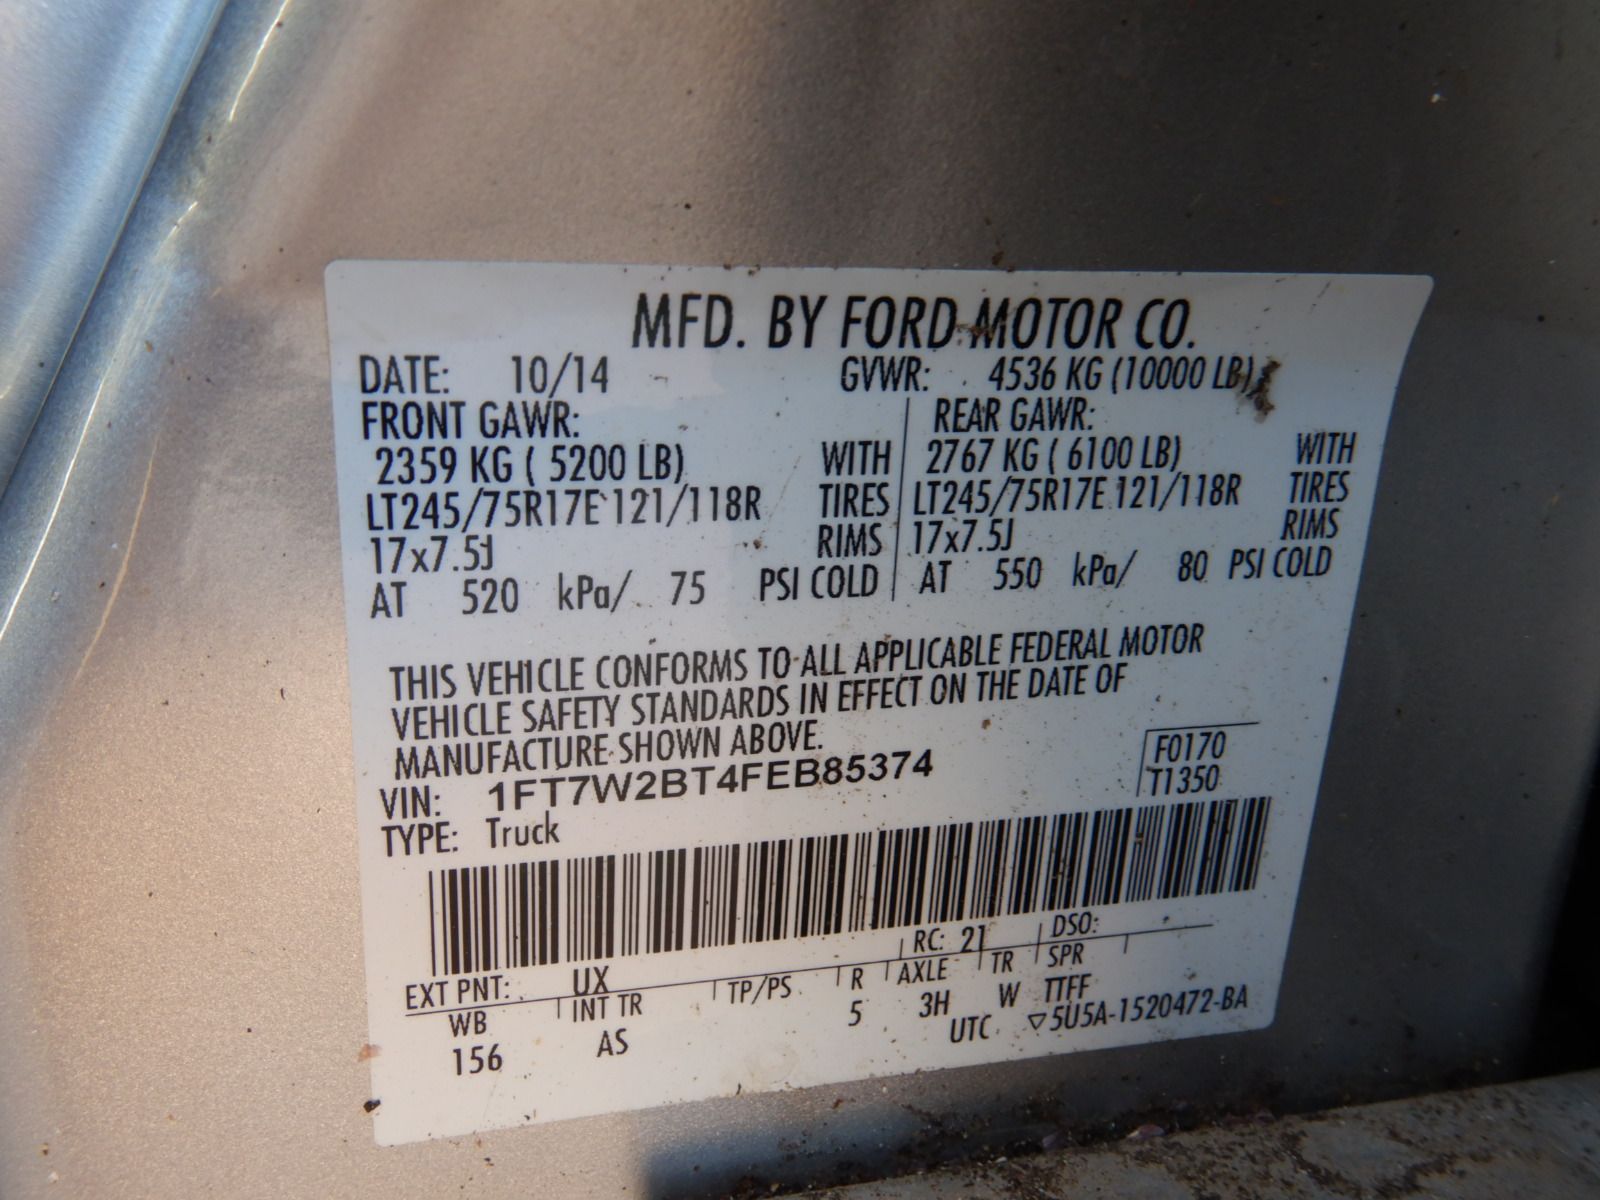 MFD. BY FORD MOTOR CO.
DATE: 10/14 GVWR: 4536 KG (10000 LB)
FRONT GAWR: REAR GAWR:
2359 KG ( 5200 LB) WITH 2767 KG ( 6100 LB) WITH
LT245/75R17E 121/118R TIRES LT245/75R17E 121/118R TIRES
17x7.5J RIMS 17x7.5J RIMS
AT 520 kPa/ 75 PSI COLD AT 550 kPa/ 80 PSI COLD
THIS VEHICLE CONFORMS TO ALL APPLICABLE FEDERAL MOTOR
VEHICLE SAFETY STANDARDS IN EFFECT ON THE DATE OF
MANUFACTURE SHOWN ABOVE.
VIN: 1FT7W2BT4FEB85374
F0170
TYPE: Truck
T1350
EXT PNT: UX RC: 21 DSO:
WB INT TR TP/PS R AXLE TR SPR
156 AS 5 3H W TTFF
UTC ▽5U5A-1520472-BA